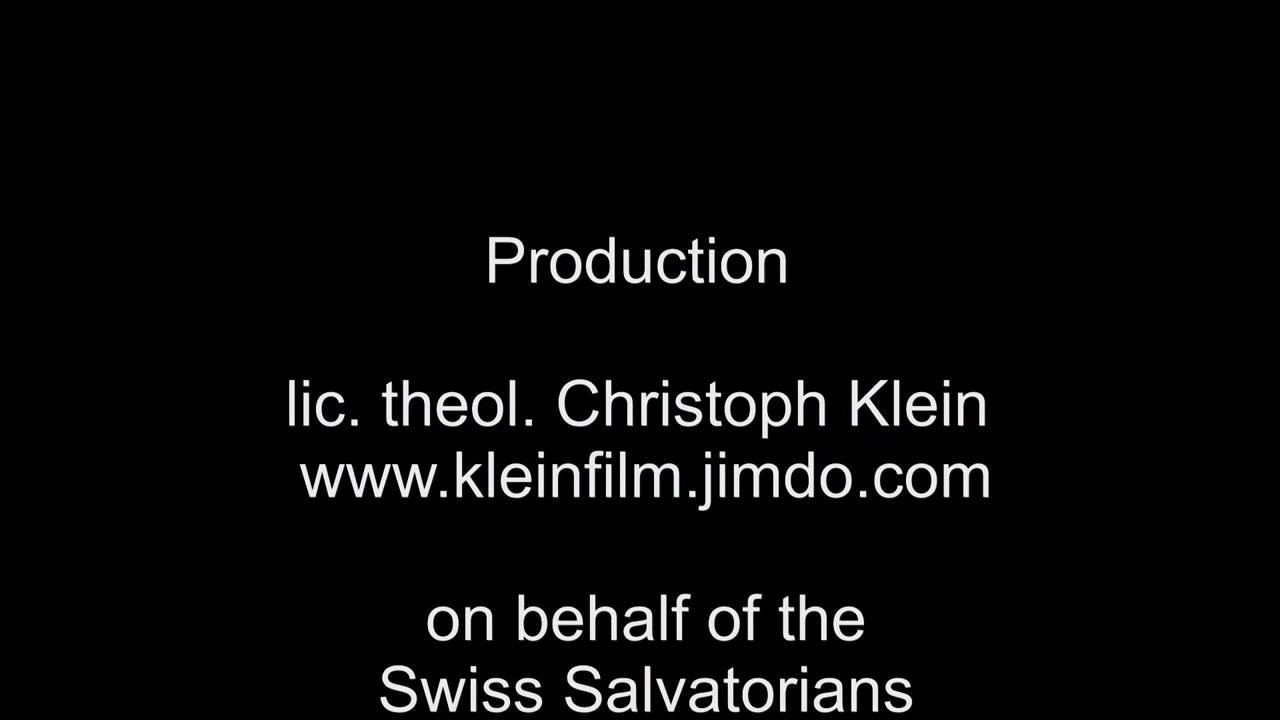 Production
lic. theol. Christoph Klein
www.kleinfilm.jimdo.com
on behalf of the
Swiss Salvatorians